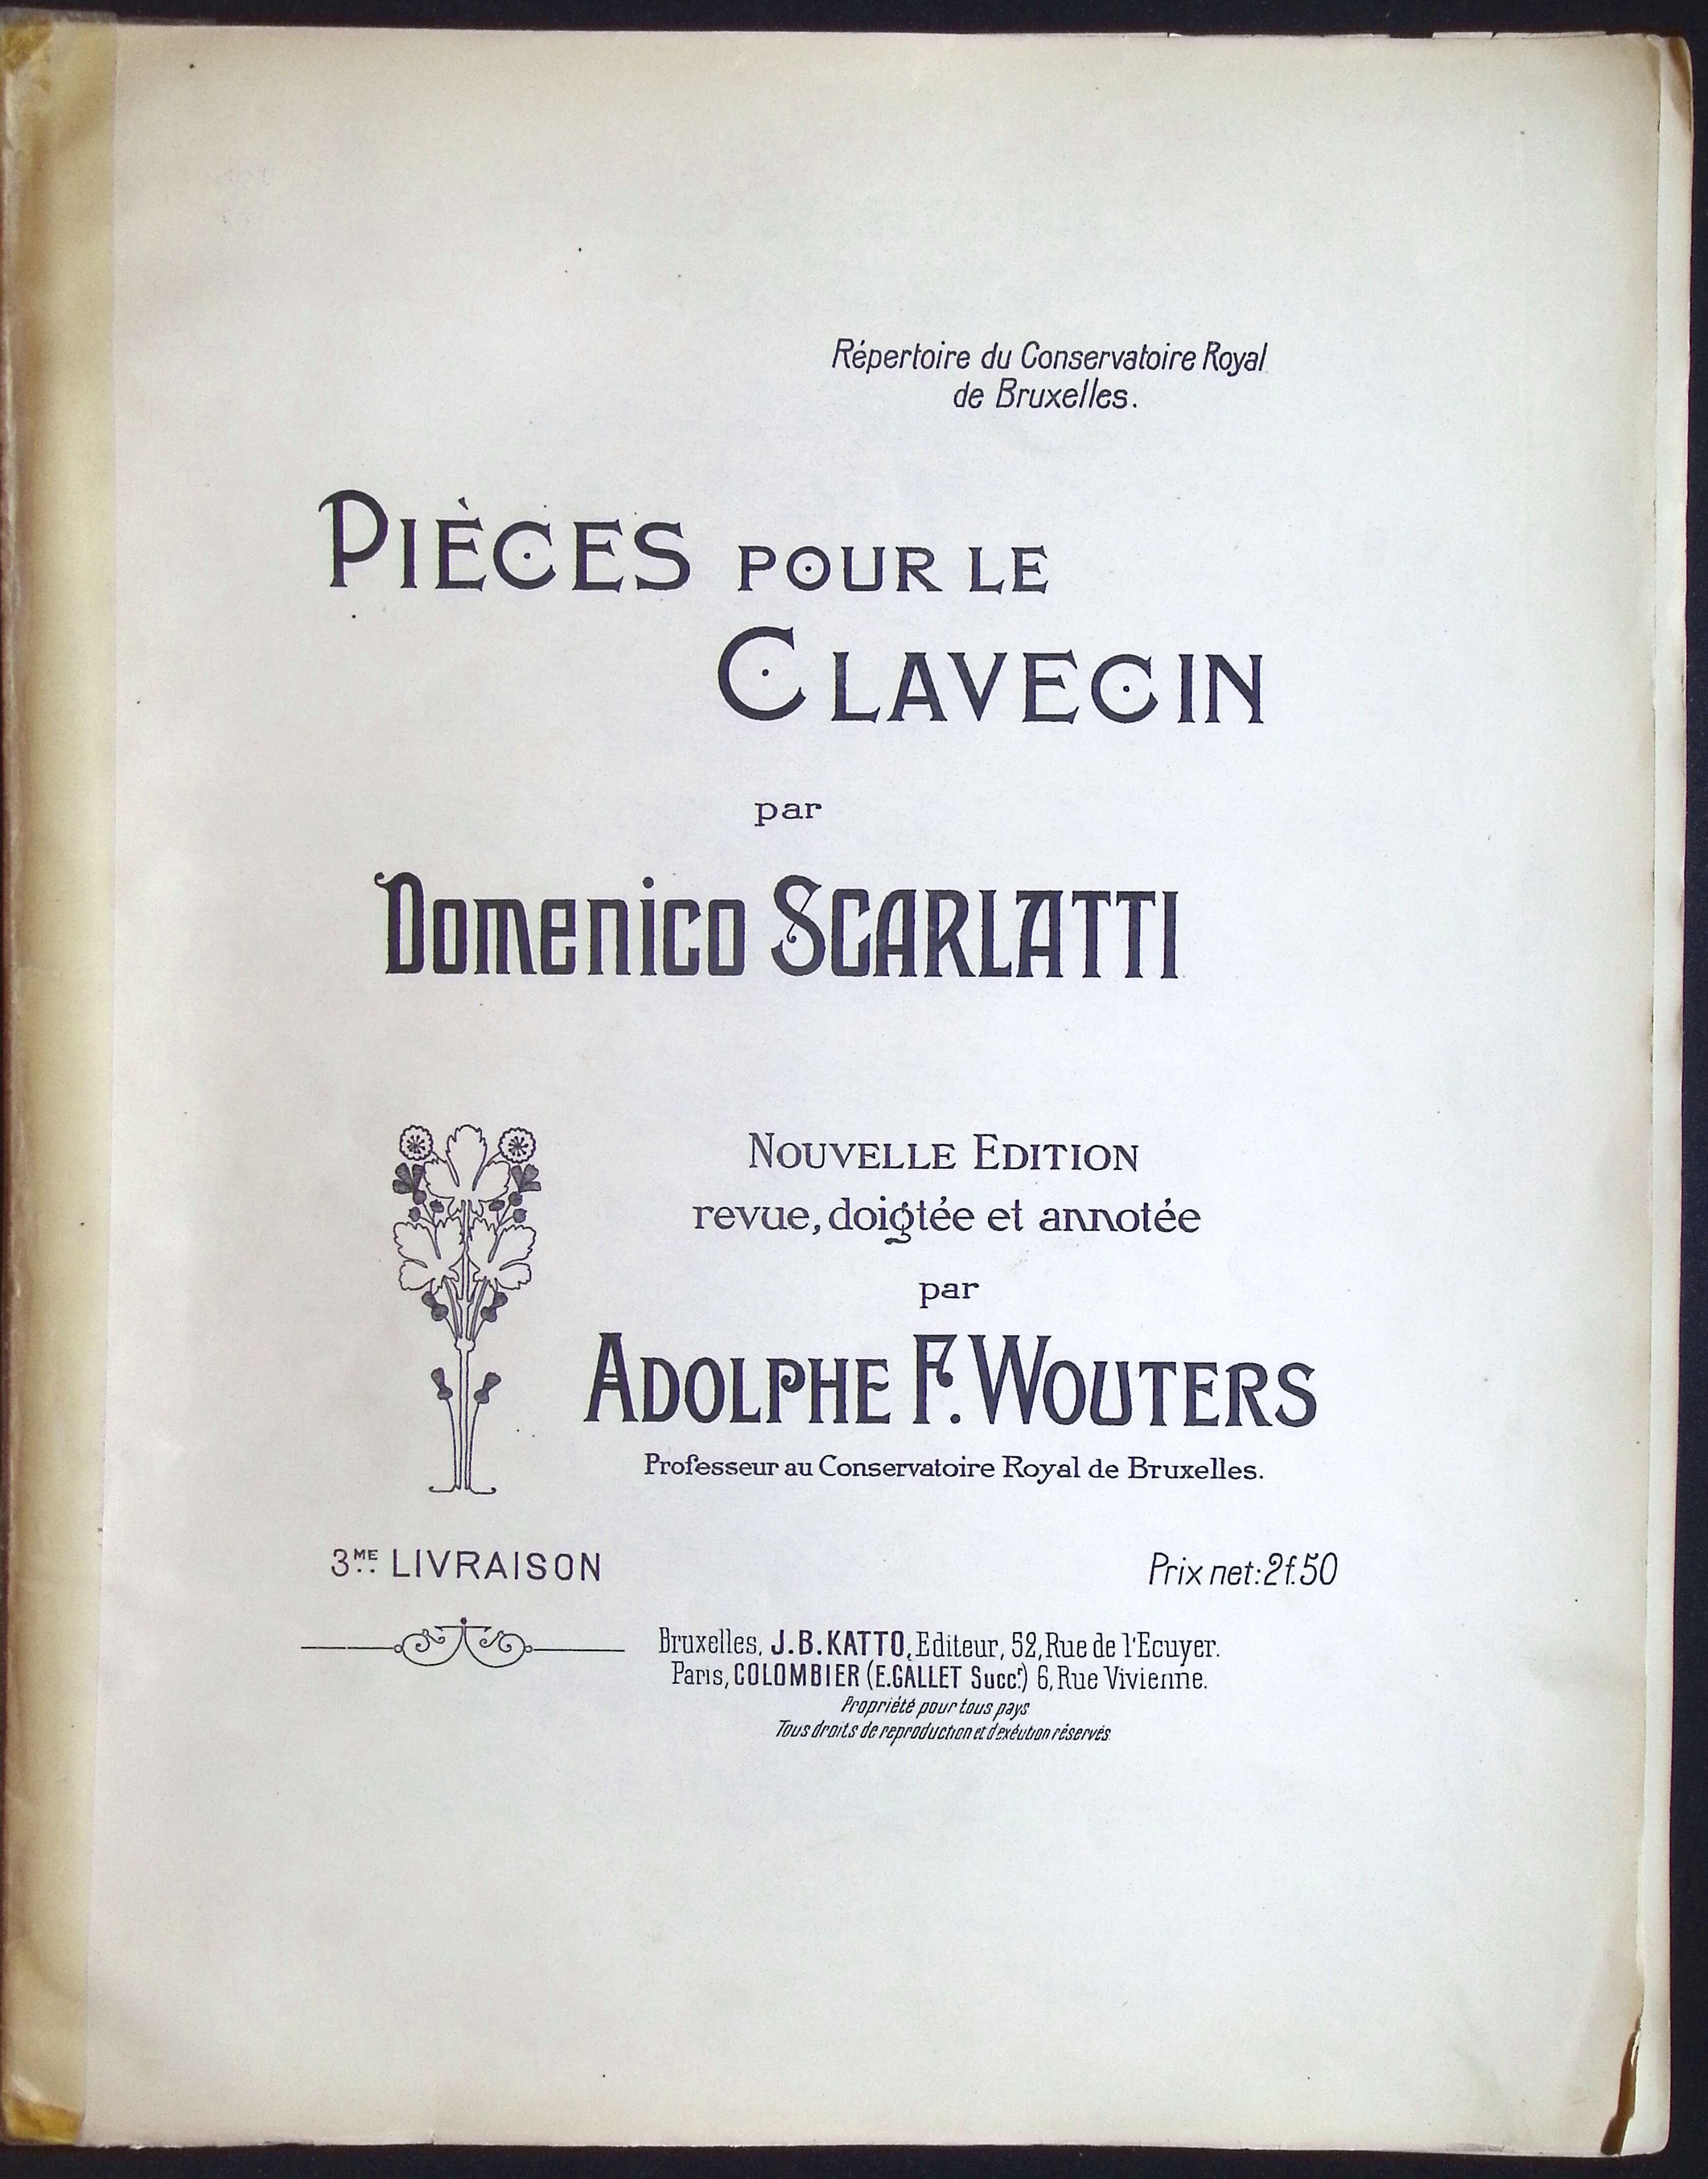 Répertoire du Conservatoire Royal
de Bruxelles.
PIÈCES POUR LE
CLAVECIN
par
Domenico SCARLATTI
NOUVELLE EDITION
revue, doigtée et annotée
par
ADOLPHE F. WOUTERS
Professeur au Conservatoire Royal de Bruxelles.
3ME LIVRAISON
Prix net: 2f.50
Bruxelles, J.B. KATTO, Editeur, 52, Rue de l'Ecuyer.
Paris, COLOMBIER (E. GALLET Succr.) 6, Rue Vivienne.
Propriété pour tous pays
Tous droits de reproduction et d'exéution réservés